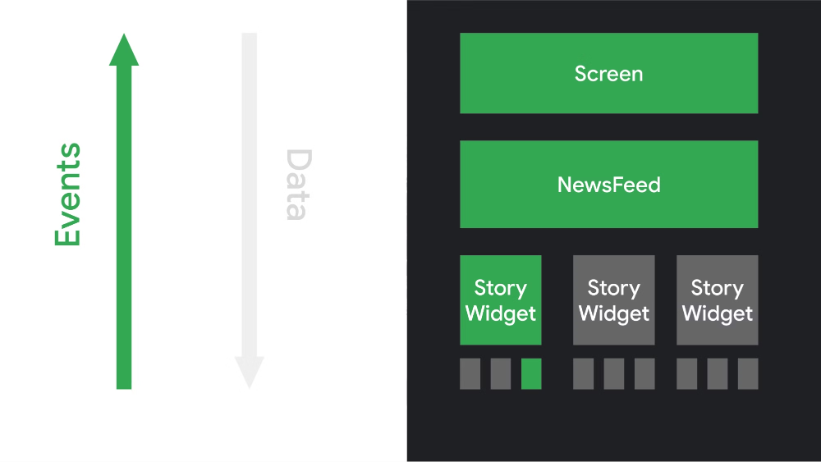 Events
Data
Screen
NewsFeed
Story
Widget
Story
Widget
Story
Widget